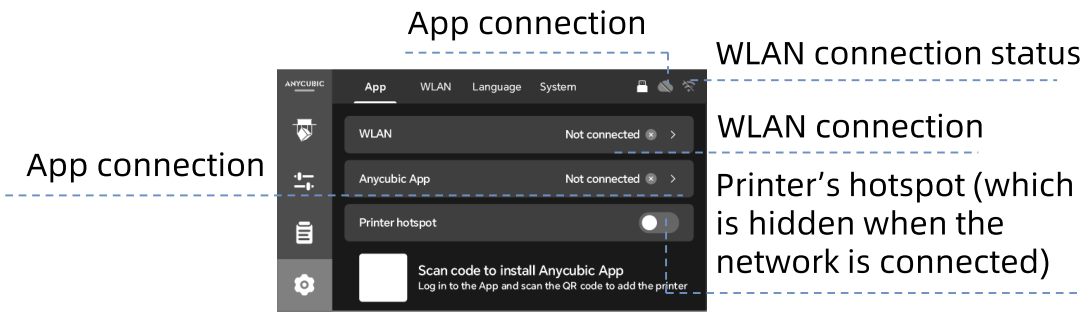 App connection
WLAN connection status
ANYCUBIC
App
WLAN
Language
System
WLAN
Not connected
WLAN connection
App connection
Anycubic App
Not connected
Printer's hotspot (which
is hidden when the
network is connected)
Printer hotspot
Scan code to install Anycubic App
Log in to the App and scan the QR code to add the printer